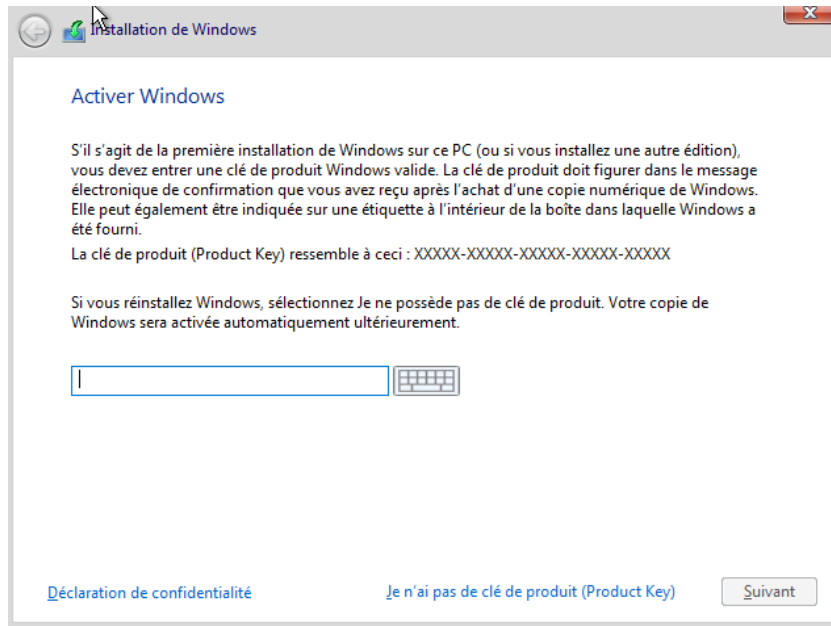 Installation de Windows
Activer Windows
S'il s'agit de la première installation de Windows sur ce PC (ou si vous installez une autre édition),
vous devez entrer une clé de produit Windows valide. La clé de produit doit figurer dans le message
électronique de confirmation que vous avez reçu après l'achat d'une copie numérique de Windows.
Elle peut également être indiquée sur une étiquette à l'intérieur de la boîte dans laquelle Windows a
été fourni.
La clé de produit (Product Key) ressemble à ceci : XXXXX-XXXXX-XXXXX-XXXXX-XXXXX
Si vous réinstallez Windows, sélectionnez Je ne possède pas de clé de produit. Votre copie de
Windows sera activée automatiquement ultérieurement.
Déclaration de confidentialité
Je n'ai pas de clé de produit (Product Key)
Suivant